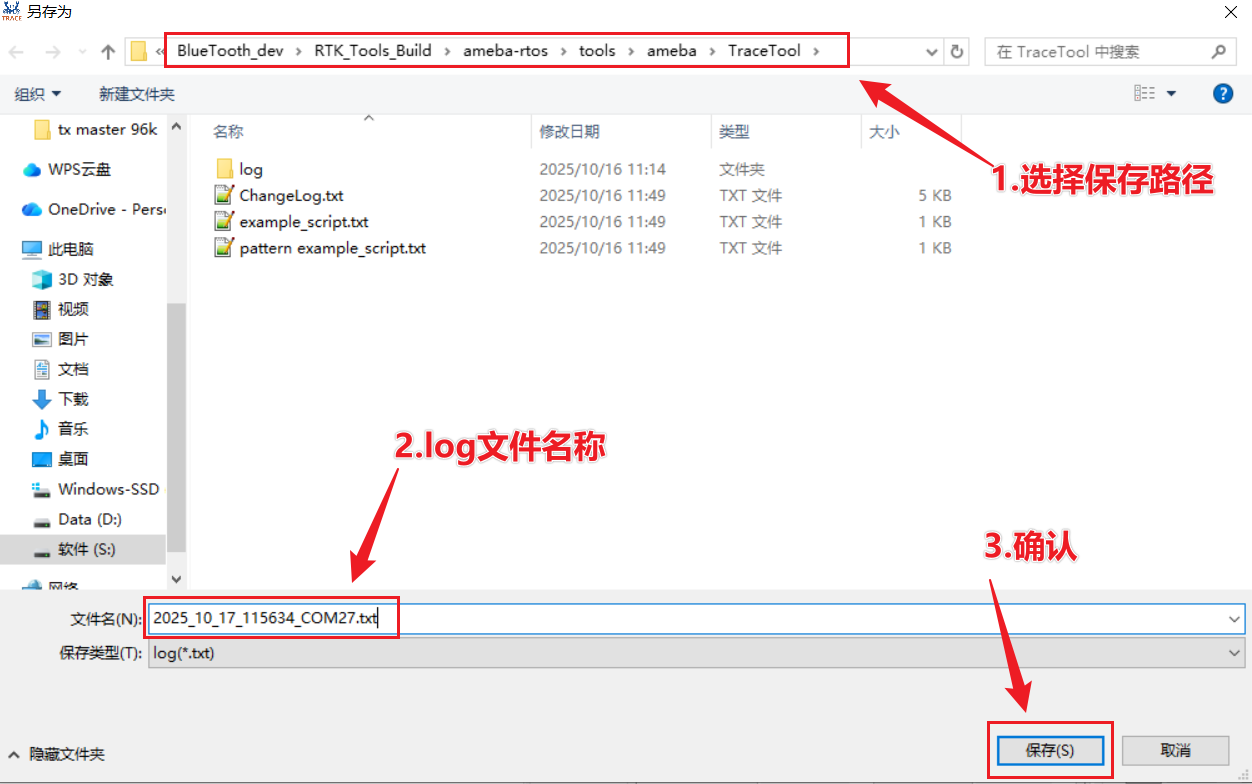 TRACE 另存为
« BlueTooth_dev › RTK_Tools_Build › ameba-rtos › tools › ameba › TraceTool ›
在 TraceTool 中搜索
组织 新建文件夹
名称 修改日期 类型 大小
tx master 96k
WPS云盘
OneDrive - Pers
此电脑
3D 对象
视频
图片
文档
下载
音乐
桌面
Windows-SSD
Data (D:)
软件 (S:)
网络
log 2025/10/16 11:14 文件夹
ChangeLog.txt 2025/10/16 11:49 TXT 文件 5 KB
example_script.txt 2025/10/16 11:49 TXT 文件 1 KB
pattern example_script.txt 2025/10/16 11:49 TXT 文件 1 KB
1.选择保存路径
2.log文件名称
3.确认
文件名(N): 2025_10_17_115634_COM27.txt
保存类型(T): log(*.txt)
隐藏文件夹
保存(S) 取消